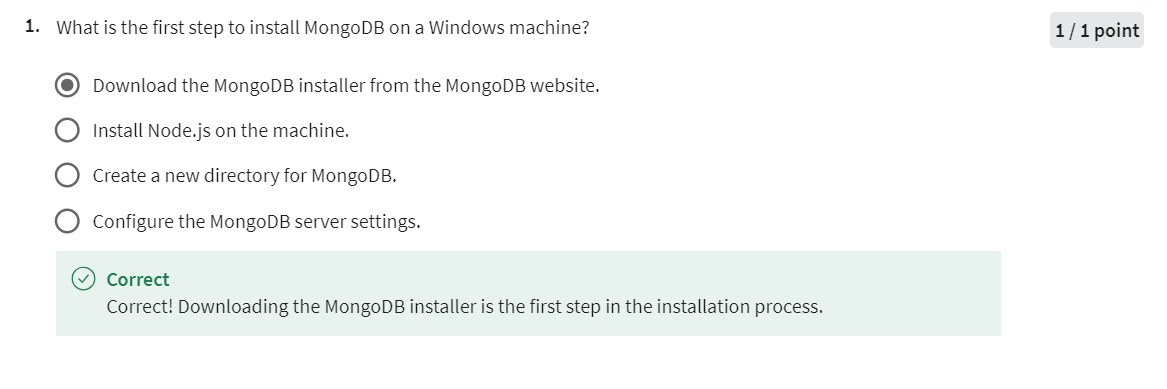 1. What is the first step to install MongoDB on a Windows machine?
1 / 1 point
Download the MongoDB installer from the MongoDB website.
Install Node.js on the machine.
Create a new directory for MongoDB.
Configure the MongoDB server settings.
Correct
Correct! Downloading the MongoDB installer is the first step in the installation process.